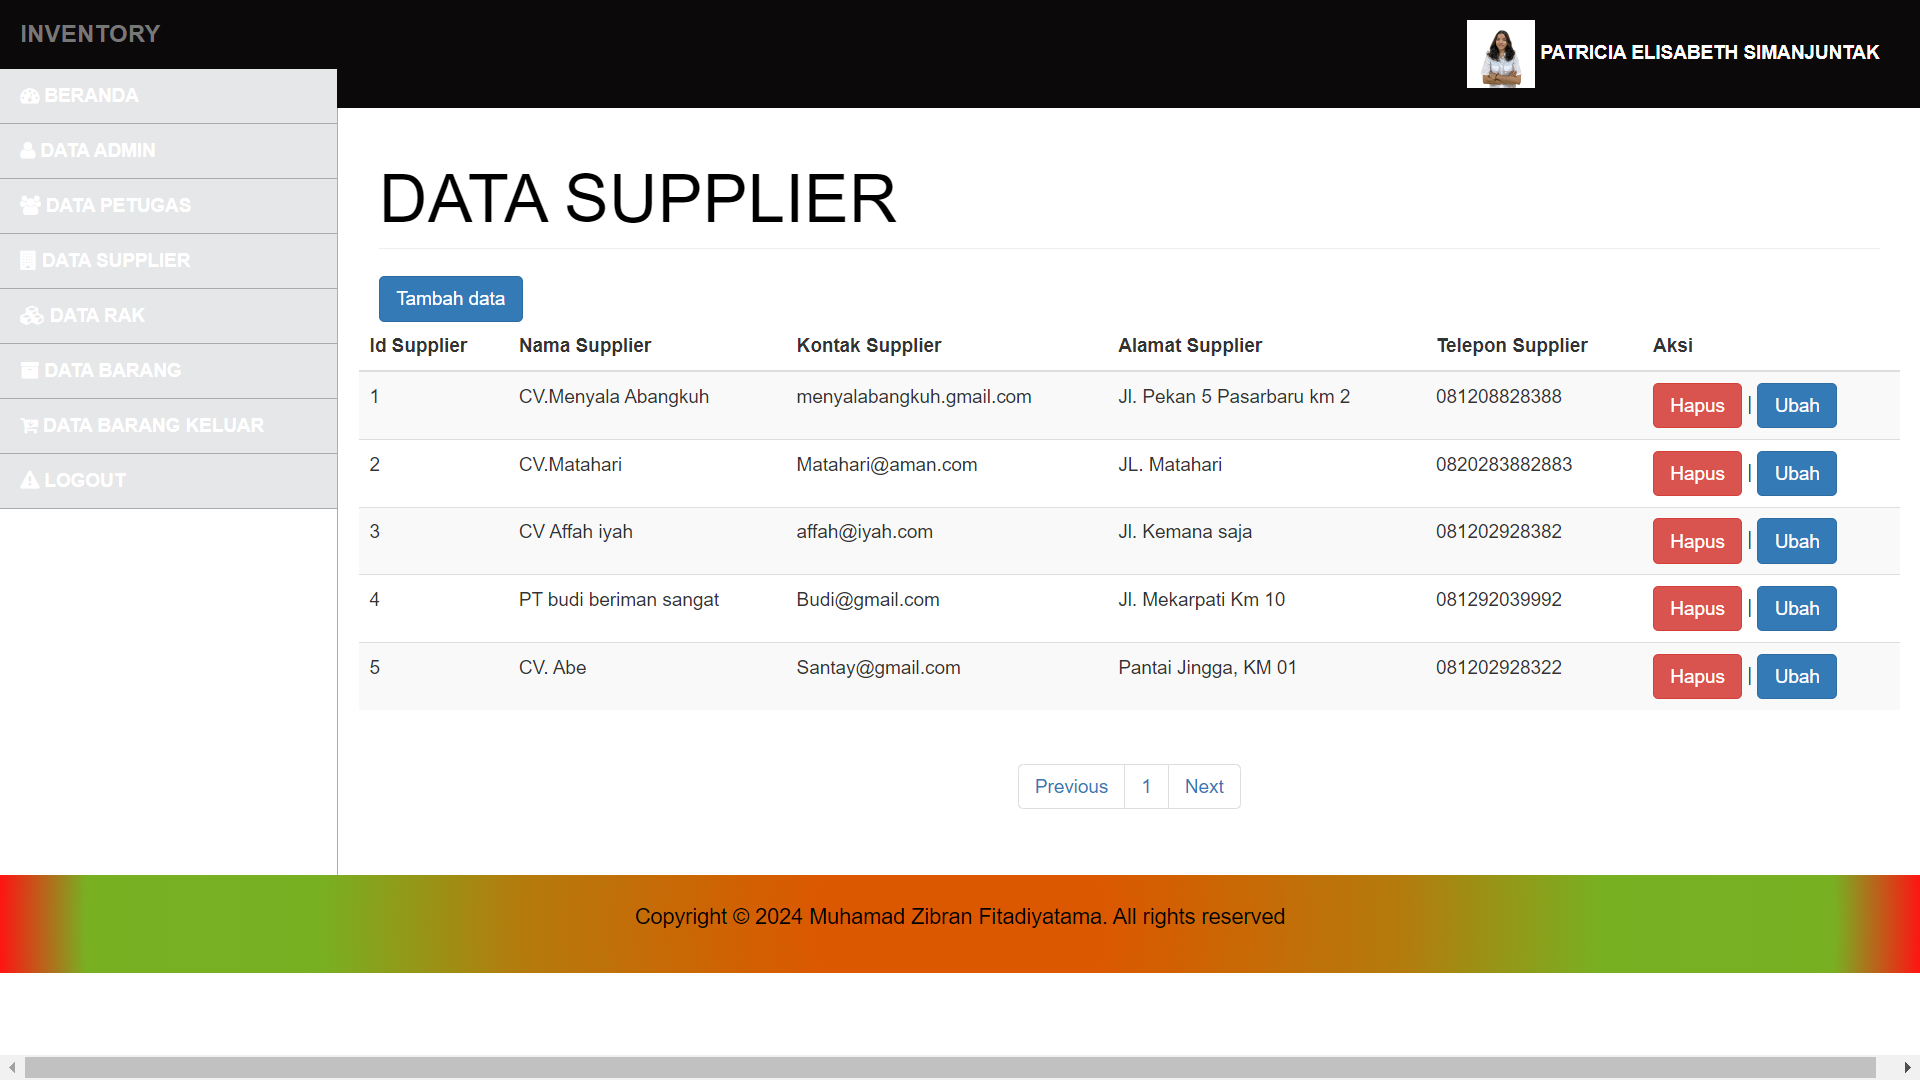 INVENTORY
PATRICIA ELISABETH SIMANJUNTAK
BERANDA
DATA ADMIN
DATA PETUGAS
DATA SUPPLIER
DATA RAK
DATA BARANG
DATA BARANG KELUAR
LOGOUT
DATA SUPPLIER
Tambah data
Id Supplier Nama Supplier Kontak Supplier Alamat Supplier Telepon Supplier Aksi
1 CV.Menyala Abangkuh menyalabangkuh.gmail.com Jl. Pekan 5 Pasarbaru km 2 081208828388 Hapus | Ubah
2 CV.Matahari Matahari@aman.com JL. Matahari 0820283882883 Hapus | Ubah
3 CV Affah iyah affah@iyah.com Jl. Kemana saja 081202928382 Hapus | Ubah
4 PT budi beriman sangat Budi@gmail.com Jl. Mekarpati Km 10 081292039992 Hapus | Ubah
5 CV. Abe Santay@gmail.com Pantai Jingga, KM 01 081202928322 Hapus | Ubah
Previous 1 Next
Copyright © 2024 Muhamad Zibran Fitadiyatama. All rights reserved